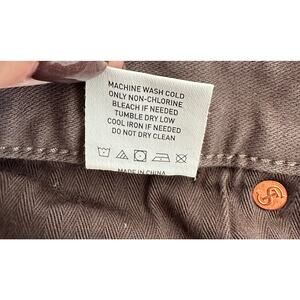 MACHINE WASH COLD
ONLY NON-CHLORINE
BLEACH IF NEEDED
TUMBLE DRY LOW
COOL IRON IF NEEDED
DO NOT DRY CLEAN
MADE IN CHINA